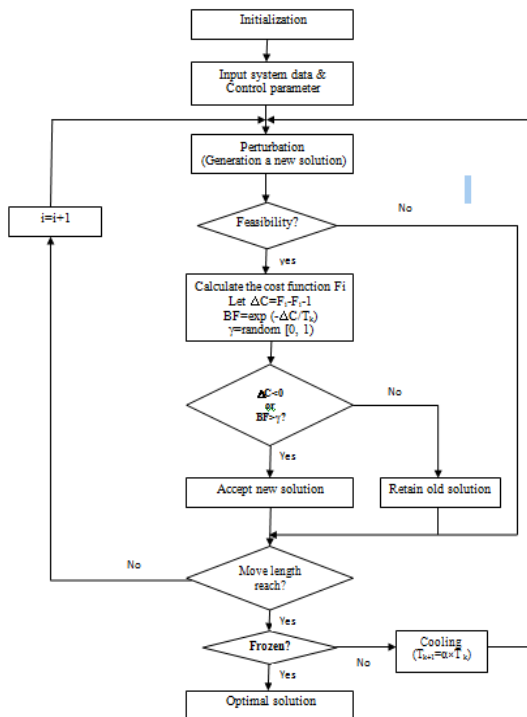 Initialization
Input system data &
Control parameter
Perturbation
(Generation a new solution)
i=i+1
Feasibility?
No
yes
Calculate the cost function Fi
Let ΔC=Fᵢ-Fᵢ-1
BF=exp (-ΔC/Tₖ)
γ=random [0, 1)
ΔC<0
or
BF>γ?
No
Yes
Accept new solution
Retain old solution
Move length
reach?
No
Yes
Frozen?
No
Cooling
(Tₖ₊₁=α×Tₖ)
Yes
Optimal solution